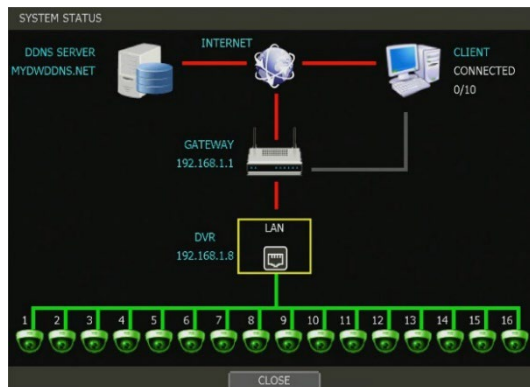 SYSTEM STATUS
DDNS SERVER
MYDWDDNS.NET
INTERNET
CLIENT
CONNECTED
0/10
GATEWAY
192.168.1.1
DVR
192.168.1.8
LAN
1 2 3 4 5 6 7 8 9 10 11 12 13 14 15 16
CLOSE